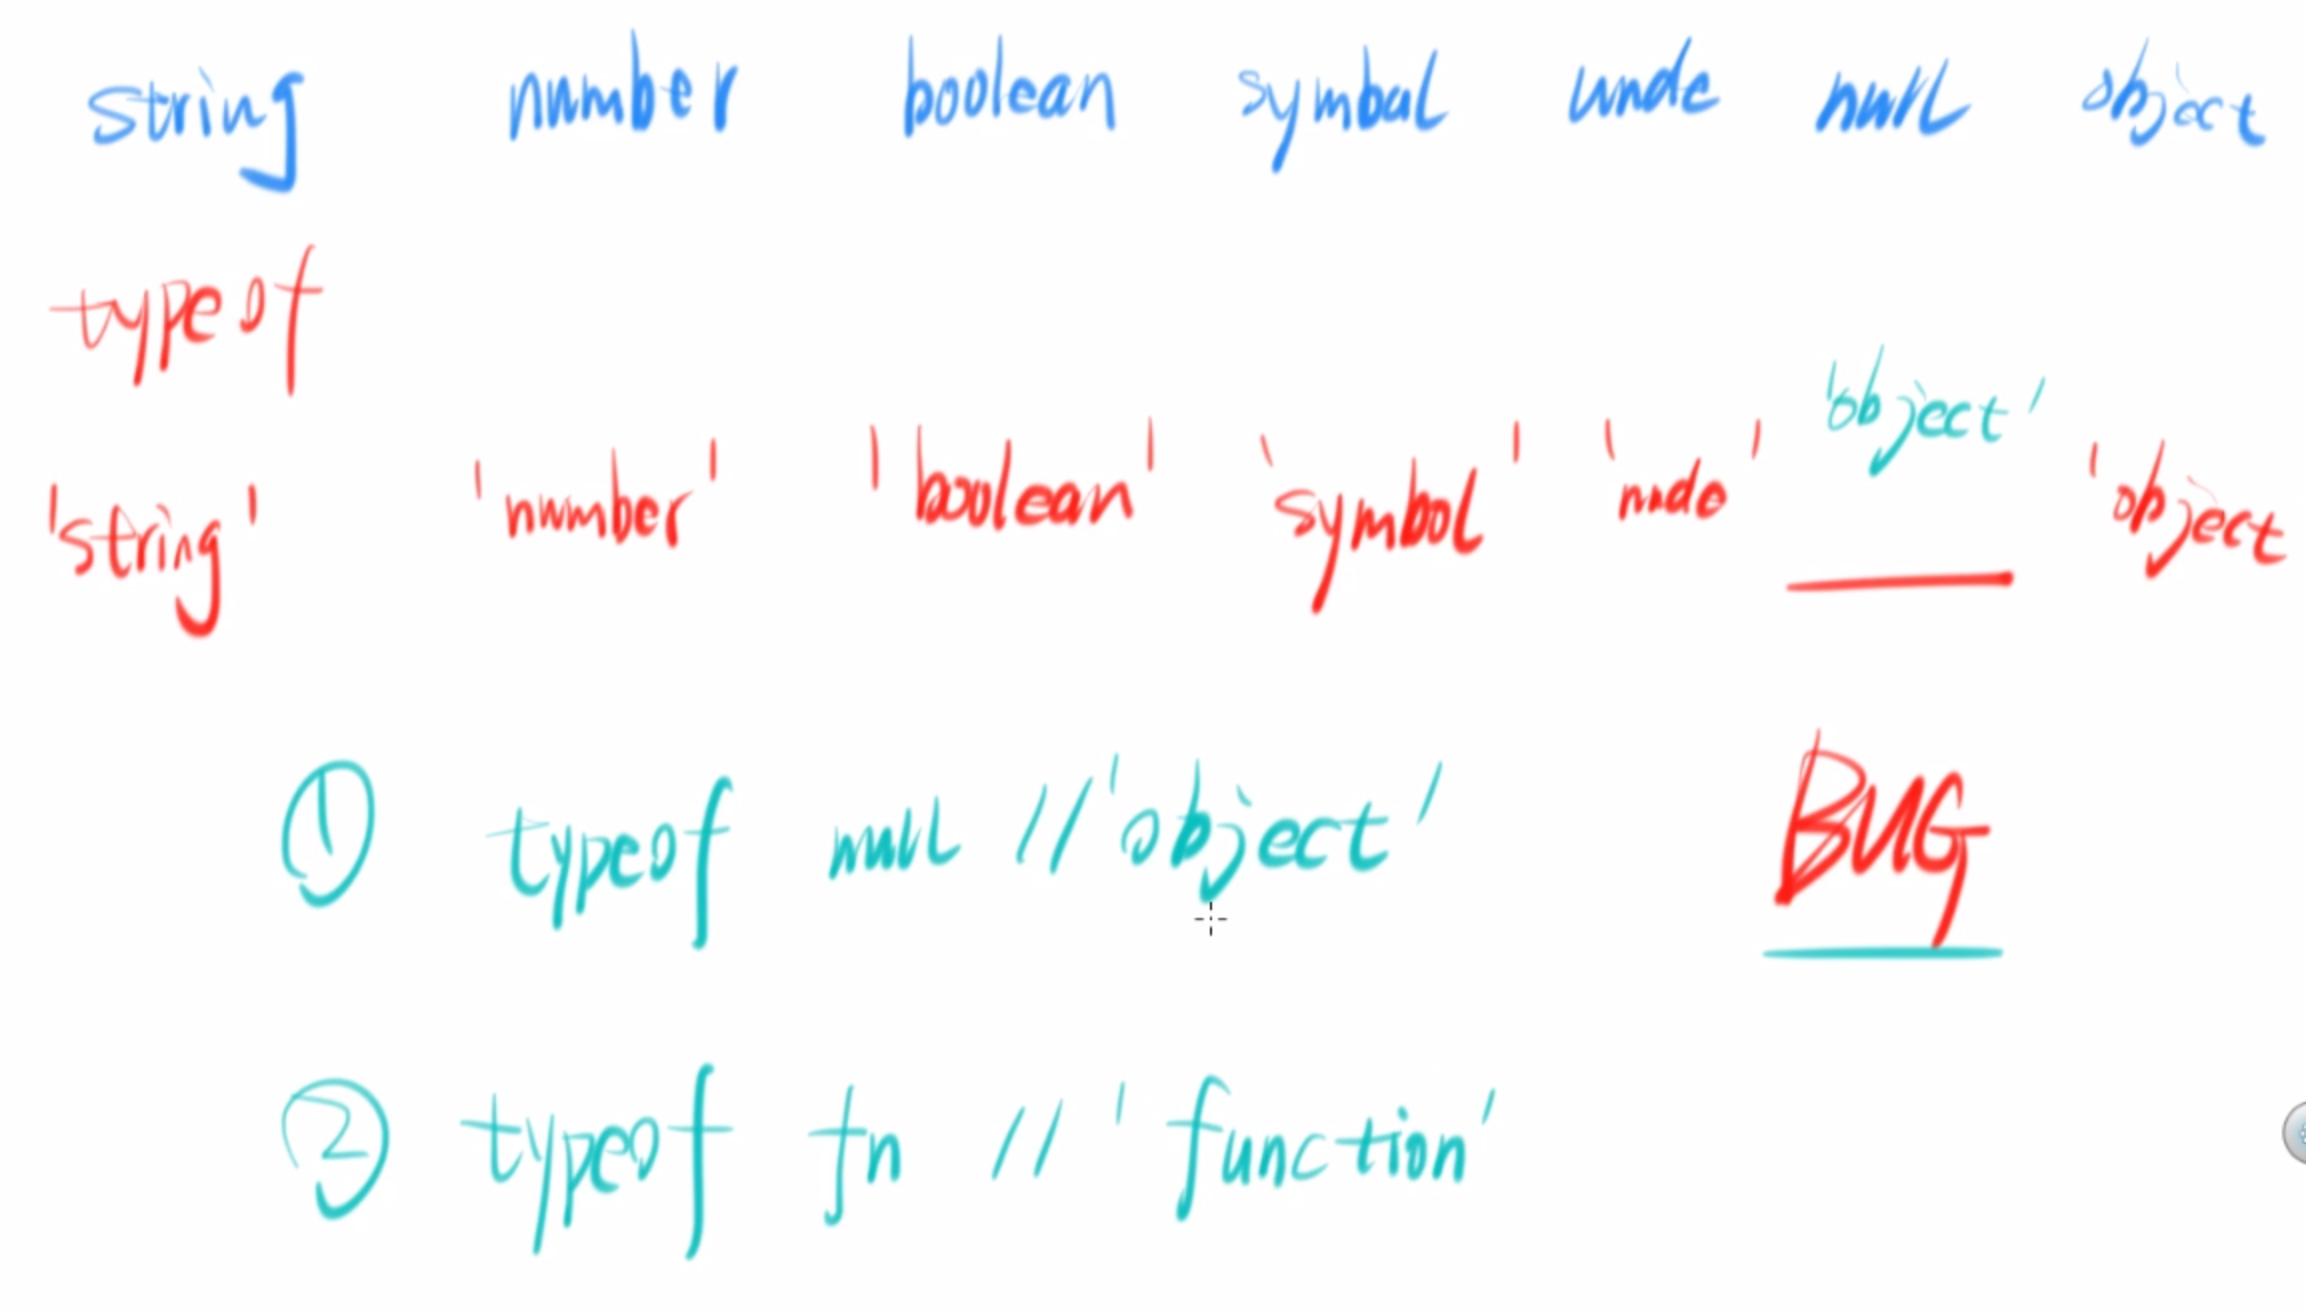 string number boolean symbal unde null object
typeof
'object'
'string' 'number' 'boolean' 'symbol' 'unde' 'object
① typeof null // 'object' BUG
② typeof fn // 'function'